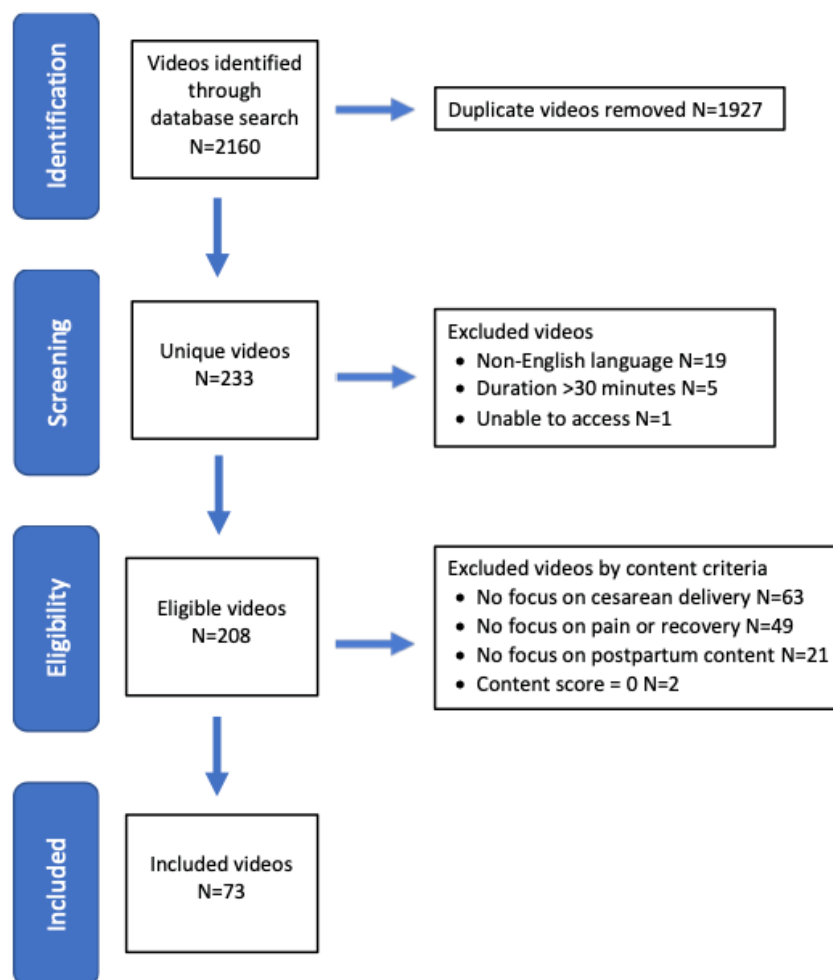 Identification
Videos identified
through
database search
N=2160
Duplicate videos removed N=1927
Screening
Unique videos
N=233
Excluded videos
• Non-English language N=19
• Duration >30 minutes N=5
• Unable to access N=1
Eligibility
Eligible videos
N=208
Excluded videos by content criteria
• No focus on cesarean delivery N=63
• No focus on pain or recovery N=49
• No focus on postpartum content N=21
• Content score = 0 N=2
Included
Included videos
N=73